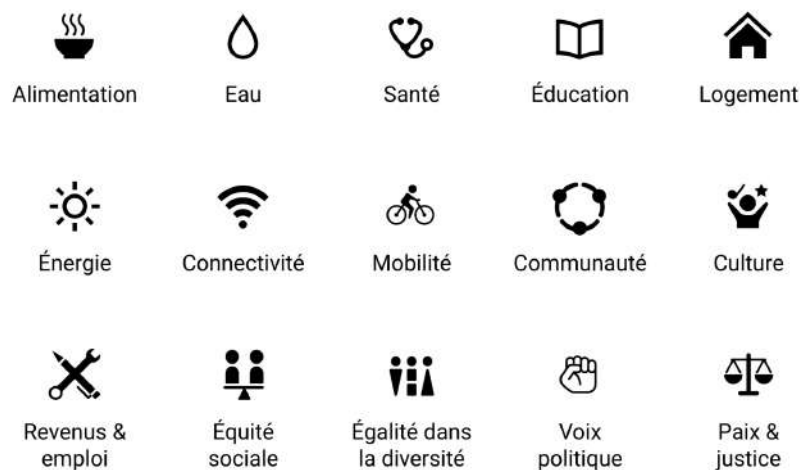 Alimentation
Eau
Santé
Éducation
Logement
Énergie
Connectivité
Mobilité
Communauté
Culture
Revenus &
emploi
Équité
sociale
Égalité dans
la diversité
Voix
politique
Paix &
justice